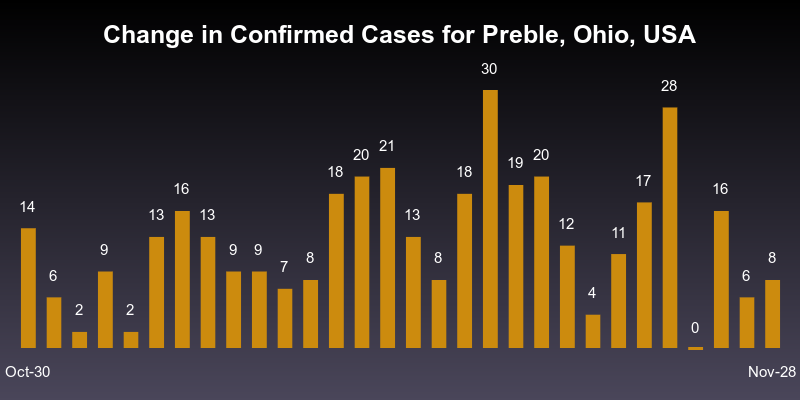 Change in Confirmed Cases for Preble, Ohio, USA
14 6 2 9 2 13 16 13 9 9 7 8 18 20 21 13 8 18 30 19 20 12 4 11 17 28 0 16 6 8
Oct-30 Nov-28